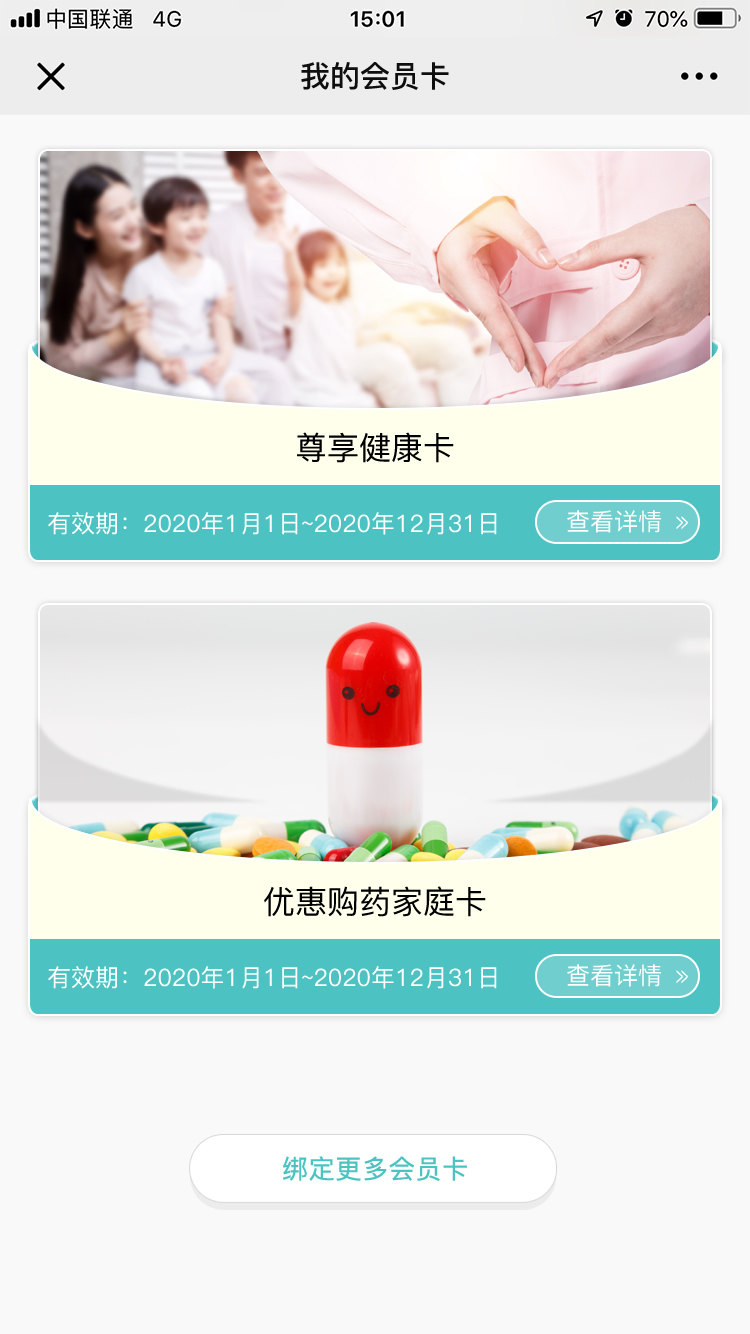 中国联通 4G 15:01 70%
我的会员卡
尊享健康卡
有效期：2020年1月1日~2020年12月31日 查看详情 »
优惠购药家庭卡
有效期：2020年1月1日~2020年12月31日 查看详情 »
绑定更多会员卡